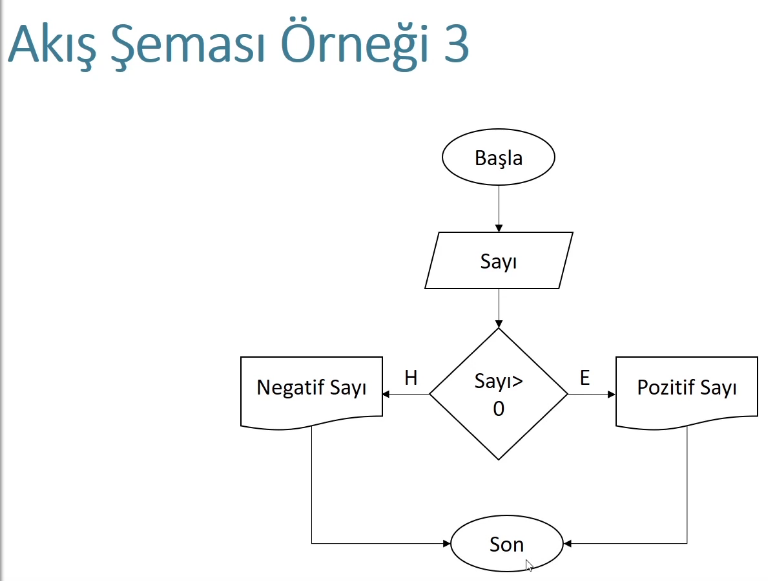 Akış Şeması Örneği 3
Başla
Sayı
Sayı>
0
H
E
Negatif Sayı
Pozitif Sayı
Son